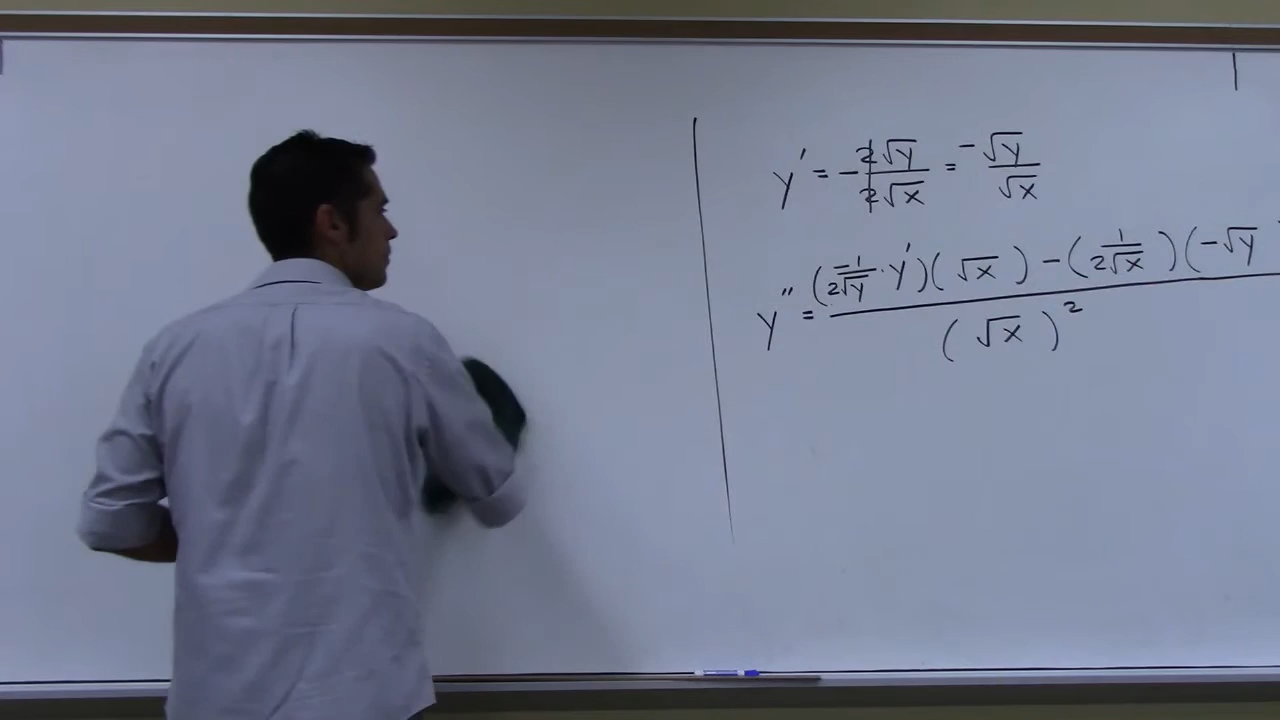 y' = -2√y/2√x = -√y/√x
y'' = ((-1/2√y · y')(√x) - (1/2√x)(-√y)/(√x)²